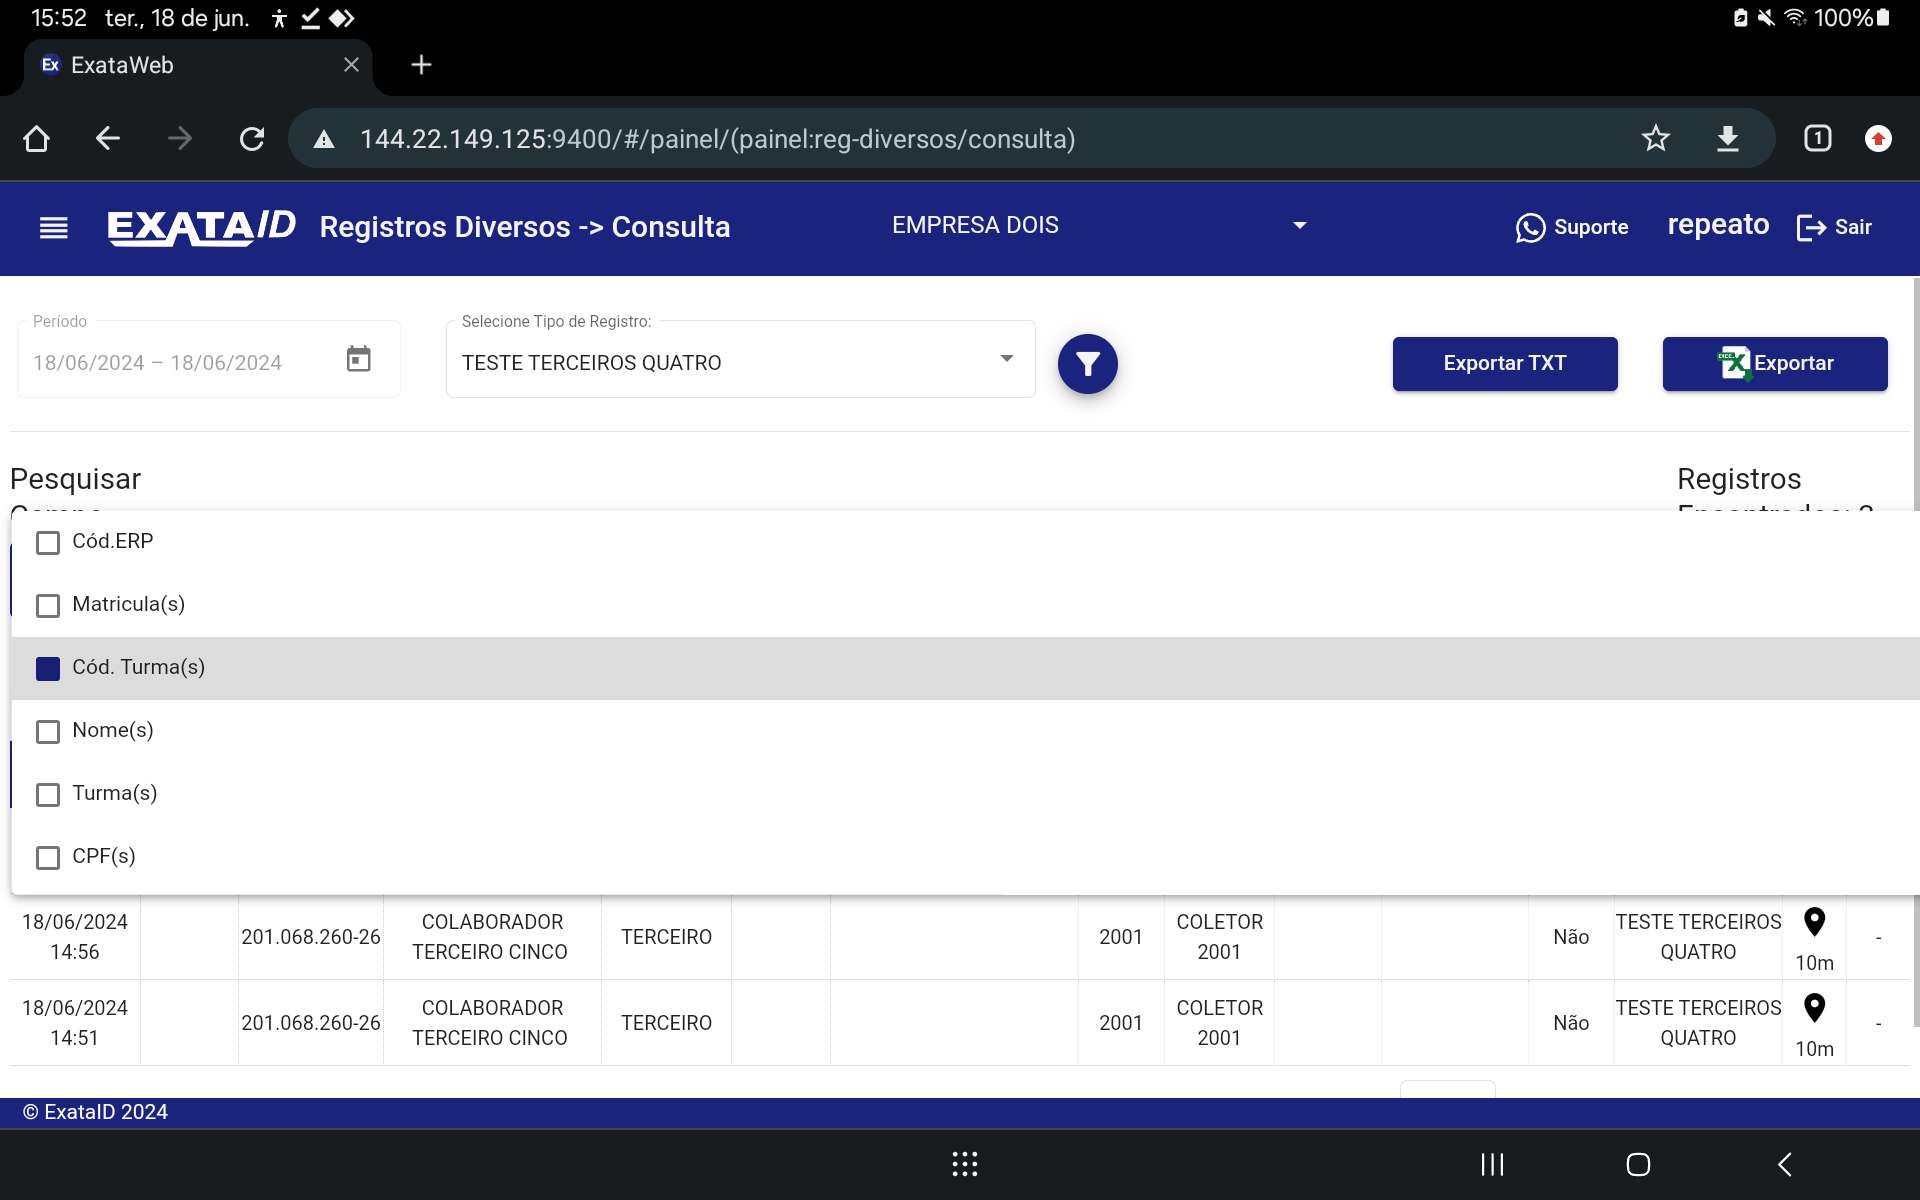 15:52 ter., 18 de jun. 100%
Ex ExataWeb
144.22.149.125:9400/#/painel/(painel:reg-diversos/consulta) 1
EXATAID Registros Diversos -> Consulta EMPRESA DOIS Suporte repeato Sair
Período Selecione Tipo de Registro:
18/06/2024 – 18/06/2024 TESTE TERCEIROS QUATRO Exportar TXT Exportar
Pesquisar Registros
Cód.ERP
Matricula(s)
Cód. Turma(s)
Nome(s)
Turma(s)
CPF(s)
18/06/2024 COLABORADOR COLETOR TESTE TERCEIROS
201.068.260-26 TERCEIRO 2001 Não -
14:56 TERCEIRO CINCO 2001 QUATRO 10m
18/06/2024 COLABORADOR COLETOR TESTE TERCEIROS
201.068.260-26 TERCEIRO 2001 Não -
14:51 TERCEIRO CINCO 2001 QUATRO 10m
© ExataID 2024